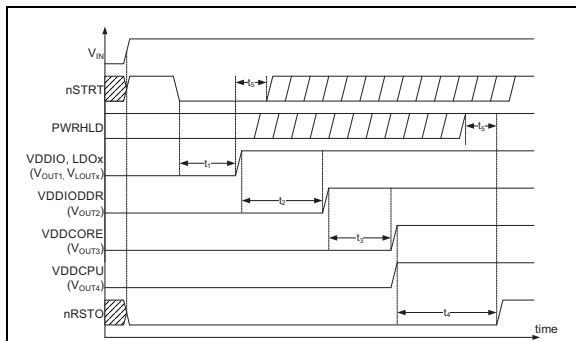 VIN
nSTRT
t5
PWRHLD
t5
VDDIO, LDOx
(VOUT1, VLOUTx)
t1
VDDIODDR
(VOUT2)
t2
VDDCORE
(VOUT3)
t3
VDDCPU
(VOUT4)
nRSTO
t4
time